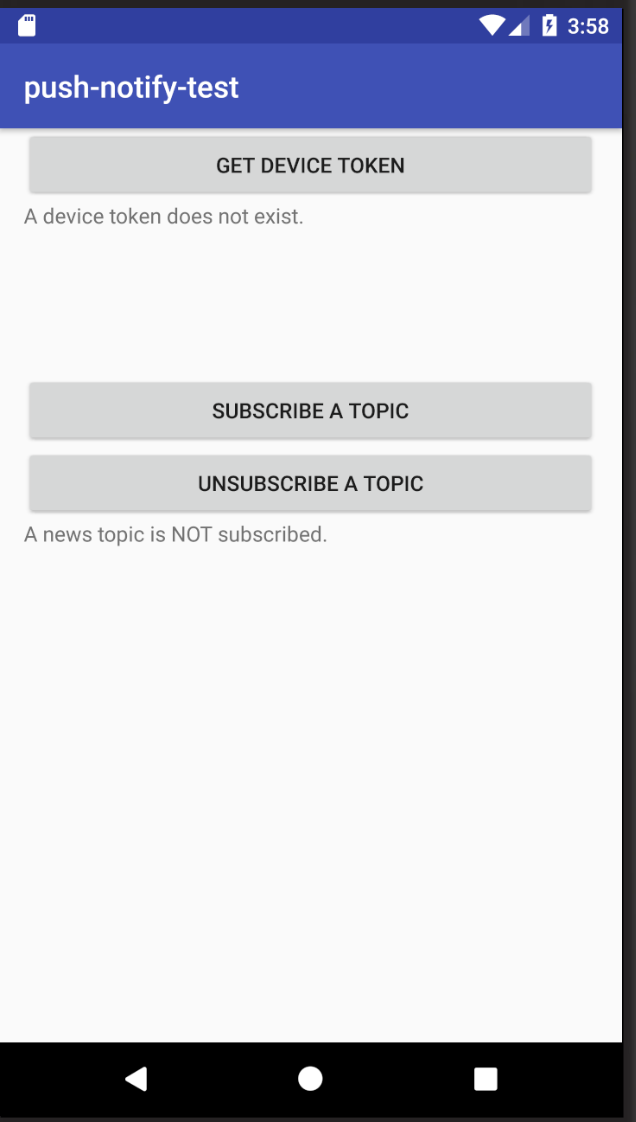 3:58
push-notify-test
GET DEVICE TOKEN
A device token does not exist.
SUBSCRIBE A TOPIC
UNSUBSCRIBE A TOPIC
A news topic is NOT subscribed.